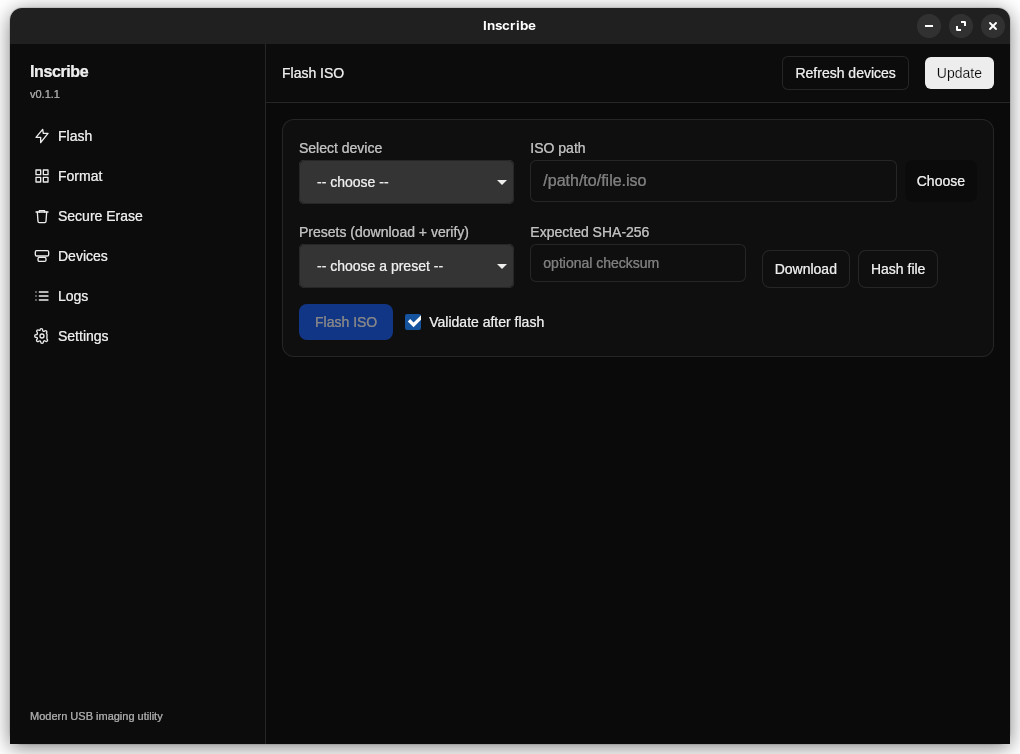 Inscribe
Inscribe
v0.1.1
Flash
Format
Secure Erase
Devices
Logs
Settings
Modern USB imaging utility
Flash ISO
Refresh devices
Update
Select device
-- choose --
ISO path
/path/to/file.iso
Choose
Presets (download + verify)
-- choose a preset --
Expected SHA-256
optional checksum
Download
Hash file
Flash ISO
Validate after flash